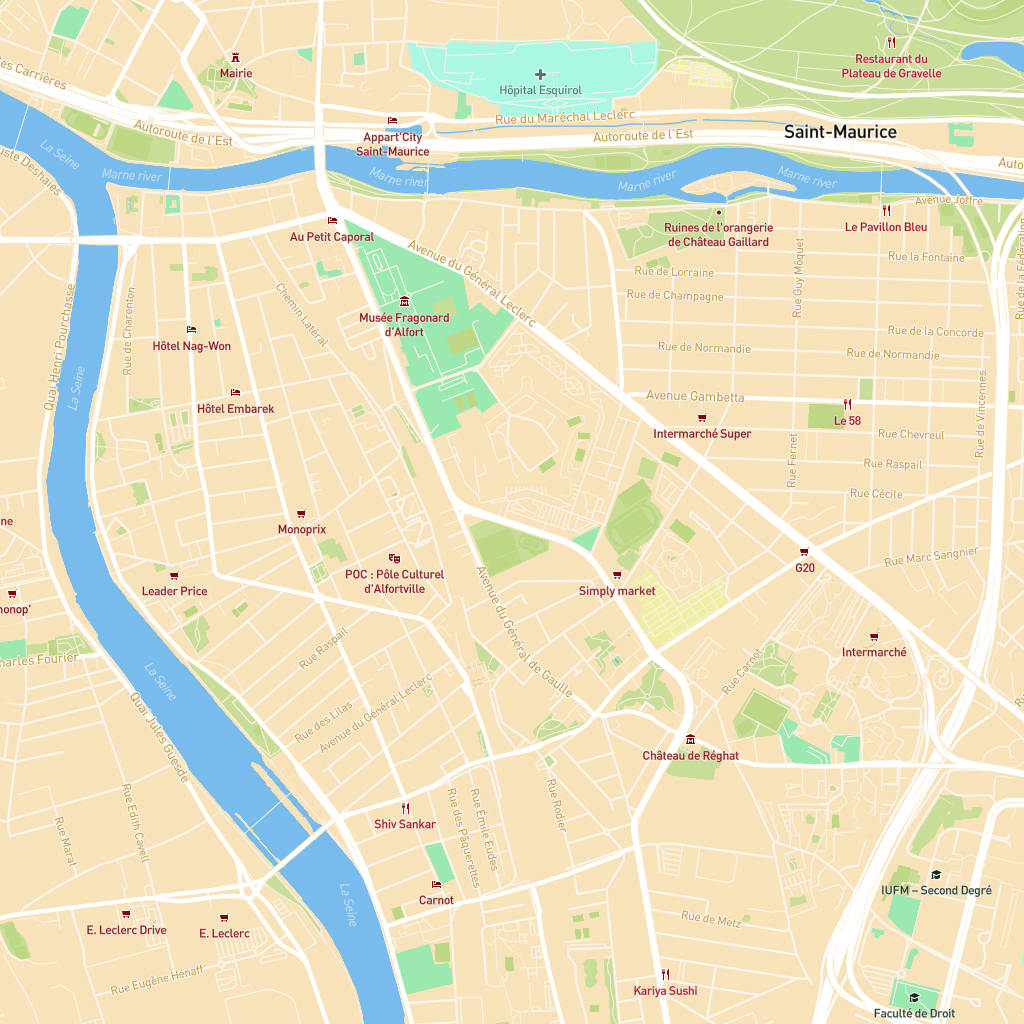 Restaurant du
Plateau de Gravelle
Mairie
Hôpital Esquirol
Rue du Maréchal Leclerc
Autoroute de l'Est
Appart'City
Saint-Maurice
Autoroute de l'Est
Saint-Maurice
La Seine
Marne river
Marne river
Marne river
Marne river
Avenue Joffre
Au Petit Caporal
Ruines de l'orangerie
de Château Gaillard
Le Pavillon Bleu
Avenue du Général Leclerc
Rue de Lorraine
Rue Guy Môquet
Rue la Fontaine
Rue de Champagne
Musée Fragonard
d'Alfort
Chemin Latéral
Rue de Charenton
Quai Henri Pourchasse
La Seine
Hôtel Nag-Won
Rue de la Concorde
Rue de Normandie
Rue de Normandie
Hôtel Embarek
Avenue Gambetta
Rue de Vincennes
Le 58
Intermarché Super
Rue Chevreul
Rue Fernet
Rue Raspail
Rue Cécile
Monoprix
POC : Pôle Culturel
d'Alfortville
Leader Price
Simply market
G20
Rue Marc Sangnier
Avenue du Général de Gaulle
Rue Raspail
Intermarché
Rue Carnot
La Seine
Quai Jules Guesde
Rue des Lilas
Avenue du Général Leclerc
Château de Réghat
Rue Edith Cavell
Rue Marat
Shiv Sankar
Rue des Pâquerettes
Rue Émile Eudes
Rue Rodier
La Seine
Carnot
IUFM – Second Degré
E. Leclerc Drive
E. Leclerc
Rue de Metz
Rue Eugène Hénaff
Kariya Sushi
Faculté de Droit